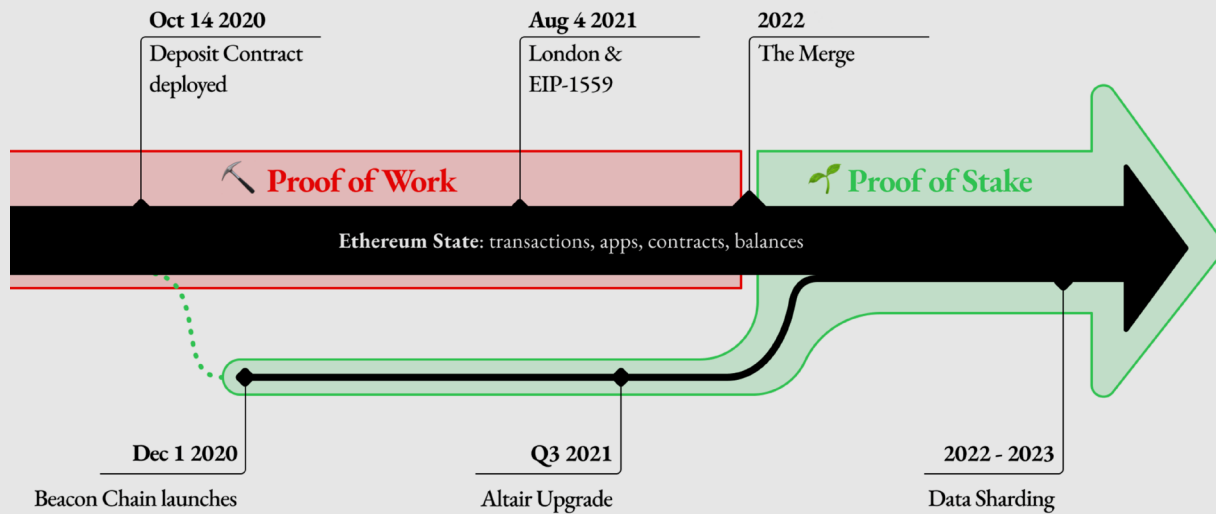 Oct 14 2020
Deposit Contract
deployed
Aug 4 2021
London &
EIP-1559
2022
The Merge
Proof of Work
Proof of Stake
Ethereum State: transactions, apps, contracts, balances
Dec 1 2020
Beacon Chain launches
Q3 2021
Altair Upgrade
2022 - 2023
Data Sharding